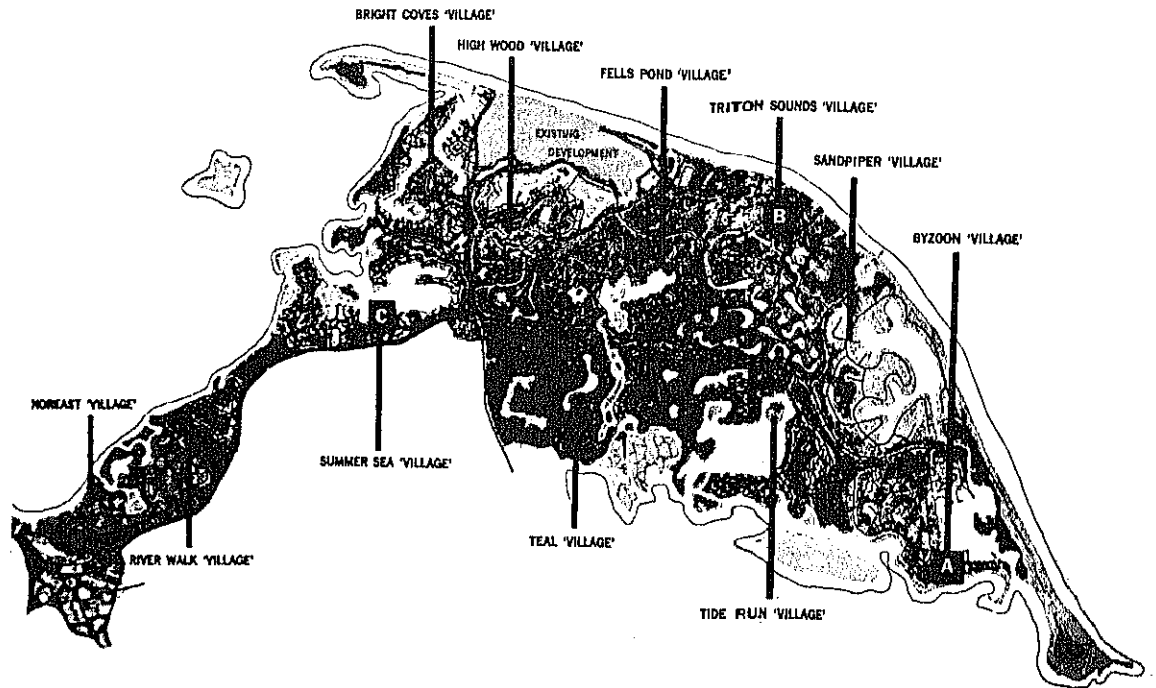 BRIGHT COVES 'VILLAGE'
HIGH WOOD 'VILLAGE'
FELLS POND 'VILLAGE'
TRITON SOUNDS 'VILLAGE'
EXISTING
DEVELOPMENT
SANDPIPER 'VILLAGE'
B
BYZOON 'VILLAGE'
C
NOREAST 'VILLAGE'
SUMMER SEA 'VILLAGE'
TEAL 'VILLAGE'
RIVER WALK 'VILLAGE'
A
TIDE RUN 'VILLAGE'